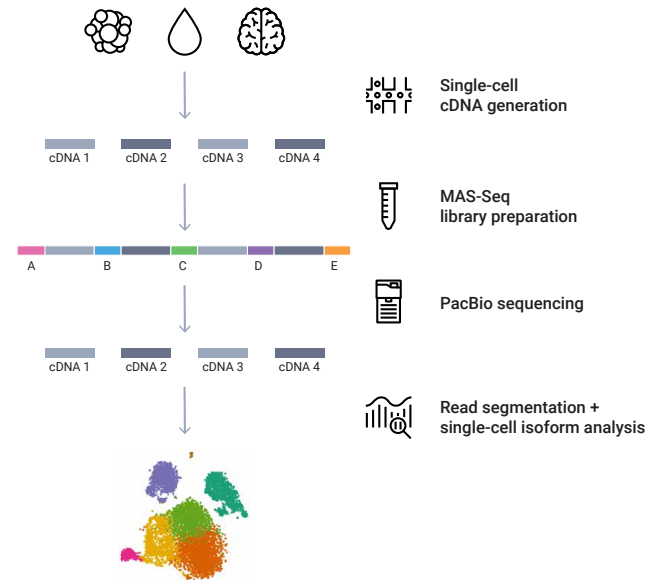 Single-cell
cDNA generation
cDNA 1 cDNA 2 cDNA 3 cDNA 4
MAS-Seq
library preparation
A B C D E
PacBio sequencing
cDNA 1 cDNA 2 cDNA 3 cDNA 4
Read segmentation +
single-cell isoform analysis